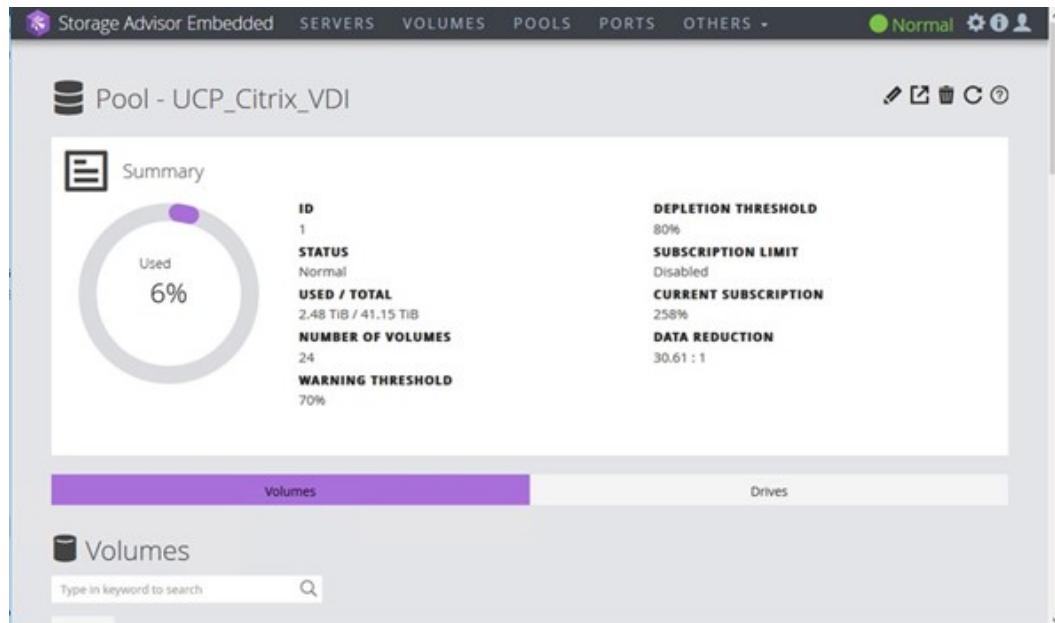 Storage Advisor Embedded SERVERS VOLUMES POOLS PORTS OTHERS Normal
Pool - UCP_Citrix_VDI
Summary
Used
6%
ID
1
STATUS
Normal
USED / TOTAL
2.48 TiB / 41.15 TiB
NUMBER OF VOLUMES
24
WARNING THRESHOLD
70%
DEPLETION THRESHOLD
80%
SUBSCRIPTION LIMIT
Disabled
CURRENT SUBSCRIPTION
258%
DATA REDUCTION
30.61 : 1
Volumes Drives
Volumes
Type in keyword to search